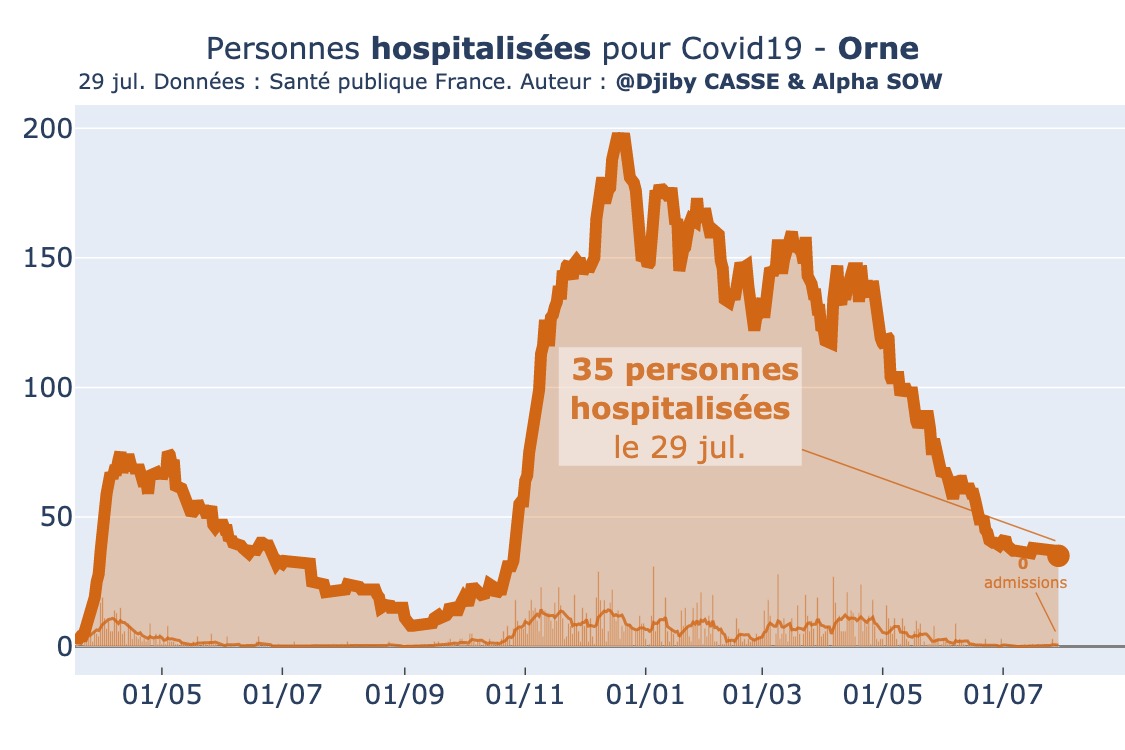 Personnes hospitalisées pour Covid19 - Orne
29 jul. Données : Santé publique France. Auteur : @Djiby CASSE & Alpha SOW
200
150
100
50
0
35 personnes
hospitalisées
le 29 jul.
0
admissions
01/05 01/07 01/09 01/11 01/01 01/03 01/05 01/07